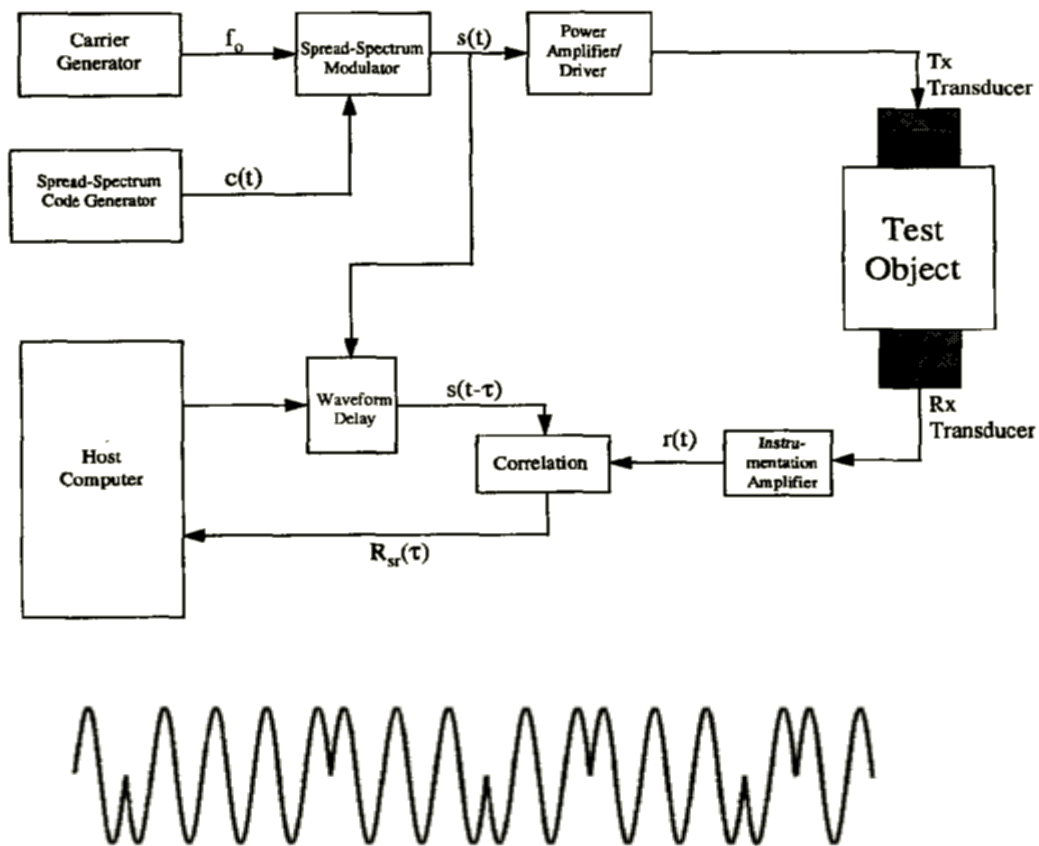 Carrier
Generator
f₀
Spread-Spectrum
Modulator
s(t)
Power
Amplifier/
Driver
Tx
Transducer
Spread-Spectrum
Code Generator
c(t)
Test
Object
Host
Computer
Waveform
Delay
s(t-τ)
Correlation
r(t)
Instru-
mentation
Amplifier
Rx
Transducer
Rsr(τ)